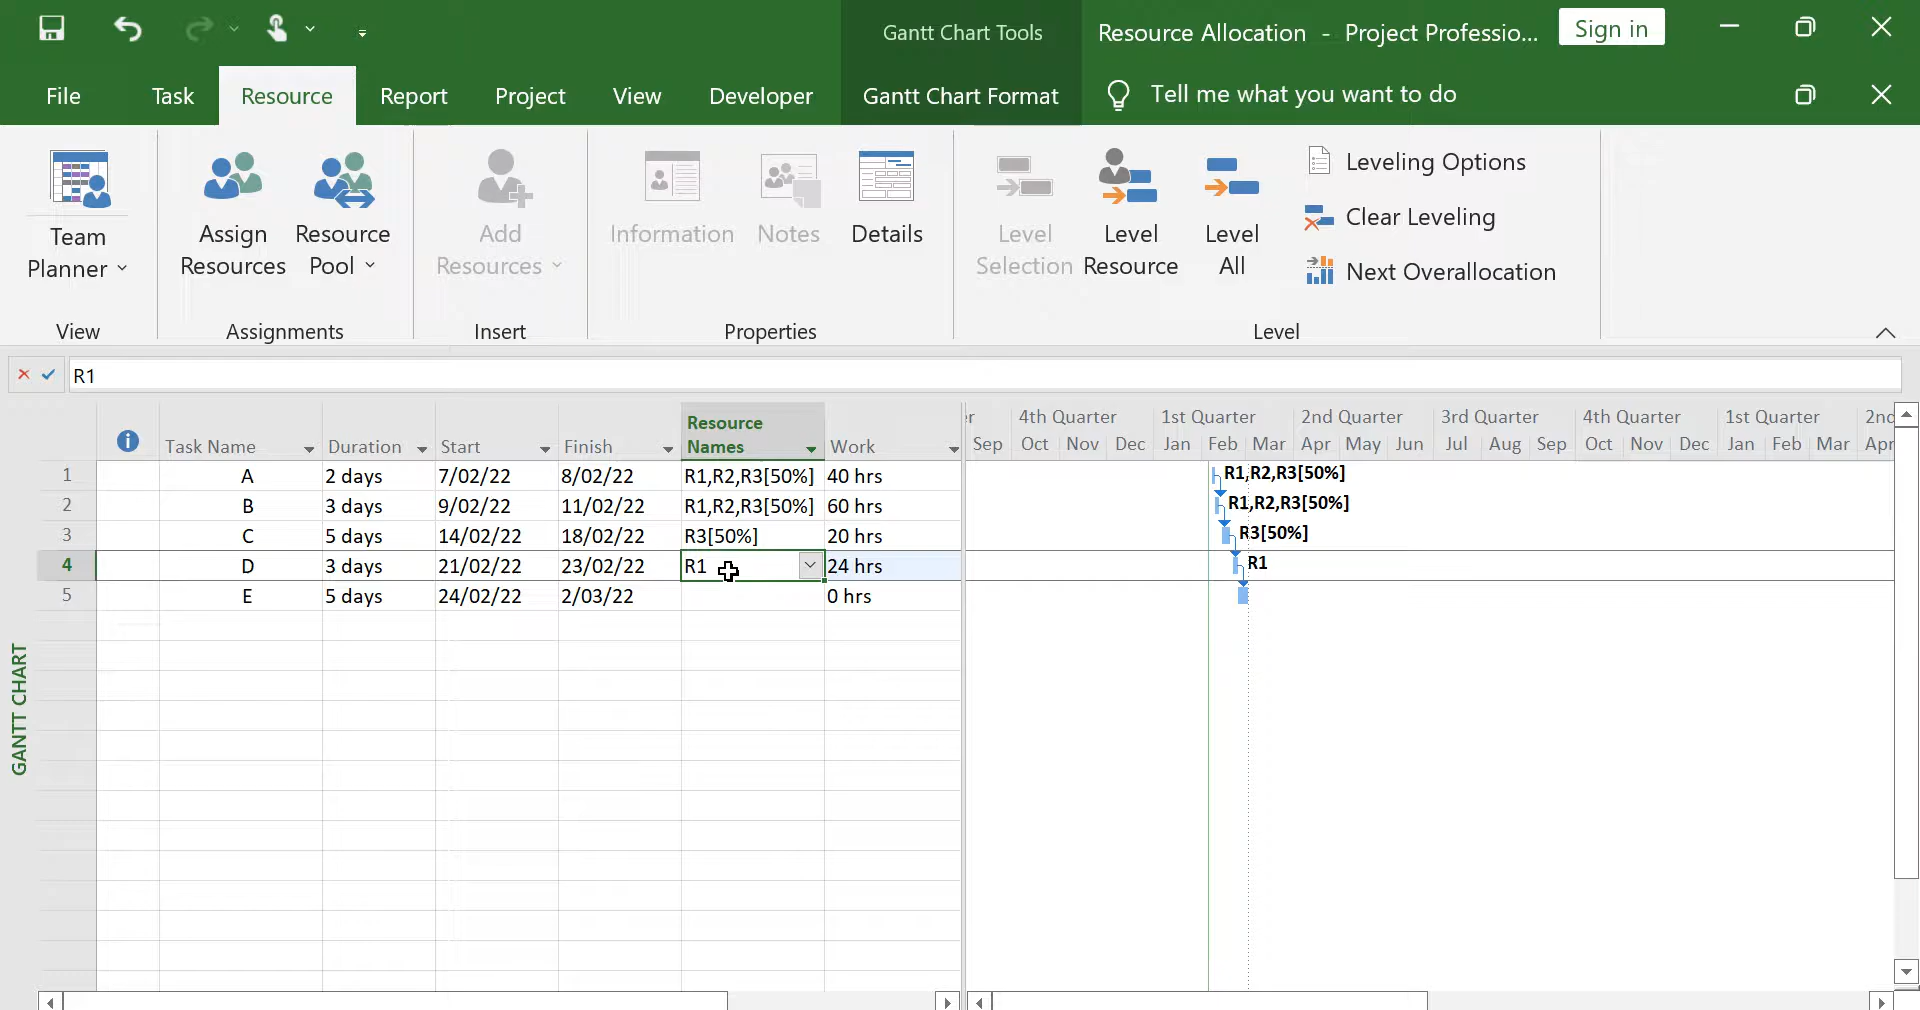 Gantt Chart Tools
Resource Allocation - Project Professio...
Sign in
File Task Resource Report Project View Developer Gantt Chart Format Tell me what you want to do
Team Planner
Assign Resources
Resource Pool
Add Resources
Information
Notes
Details
Level Selection
Level Resource
Level All
Leveling Options
Clear Leveling
Next Overallocation
View Assignments Insert Properties Level
R1
Task Name Duration Start Finish Resource Names Work
r 4th Quarter 1st Quarter 2nd Quarter 3rd Quarter 4th Quarter 1st Quarter 2nd
Sep Oct Nov Dec Jan Feb Mar Apr May Jun Jul Aug Sep Oct Nov Dec Jan Feb Mar Apr
1 A 2 days 7/02/22 8/02/22 R1,R2,R3[50%] 40 hrs R1,R2,R3[50%]
2 B 3 days 9/02/22 11/02/22 R1,R2,R3[50%] 60 hrs R1,R2,R3[50%]
3 C 5 days 14/02/22 18/02/22 R3[50%] 20 hrs R3[50%]
4 D 3 days 21/02/22 23/02/22 R1 24 hrs R1
5 E 5 days 24/02/22 2/03/22 0 hrs
GANTT CHART